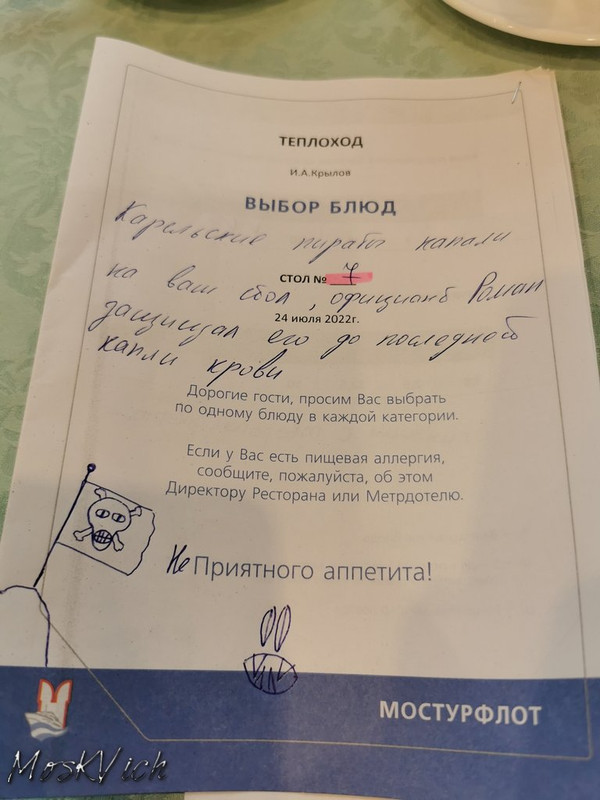 ТЕПЛОХОД
И.А.Крылов
ВЫБОР БЛЮД
Карельские пираты напали
СТОЛ № 7
на ваш стол, официант Роман
24 июля 2022г.
защищал его до последней
капли крови
Дорогие гости, просим Вас выбрать
по одному блюду в каждой категории.
Если у Вас есть пищевая аллергия,
сообщите, пожалуйста, об этом
Директору Ресторана или Метрдотелю.
Не Приятного аппетита!
МОСТУРФЛОТ
MosKVich